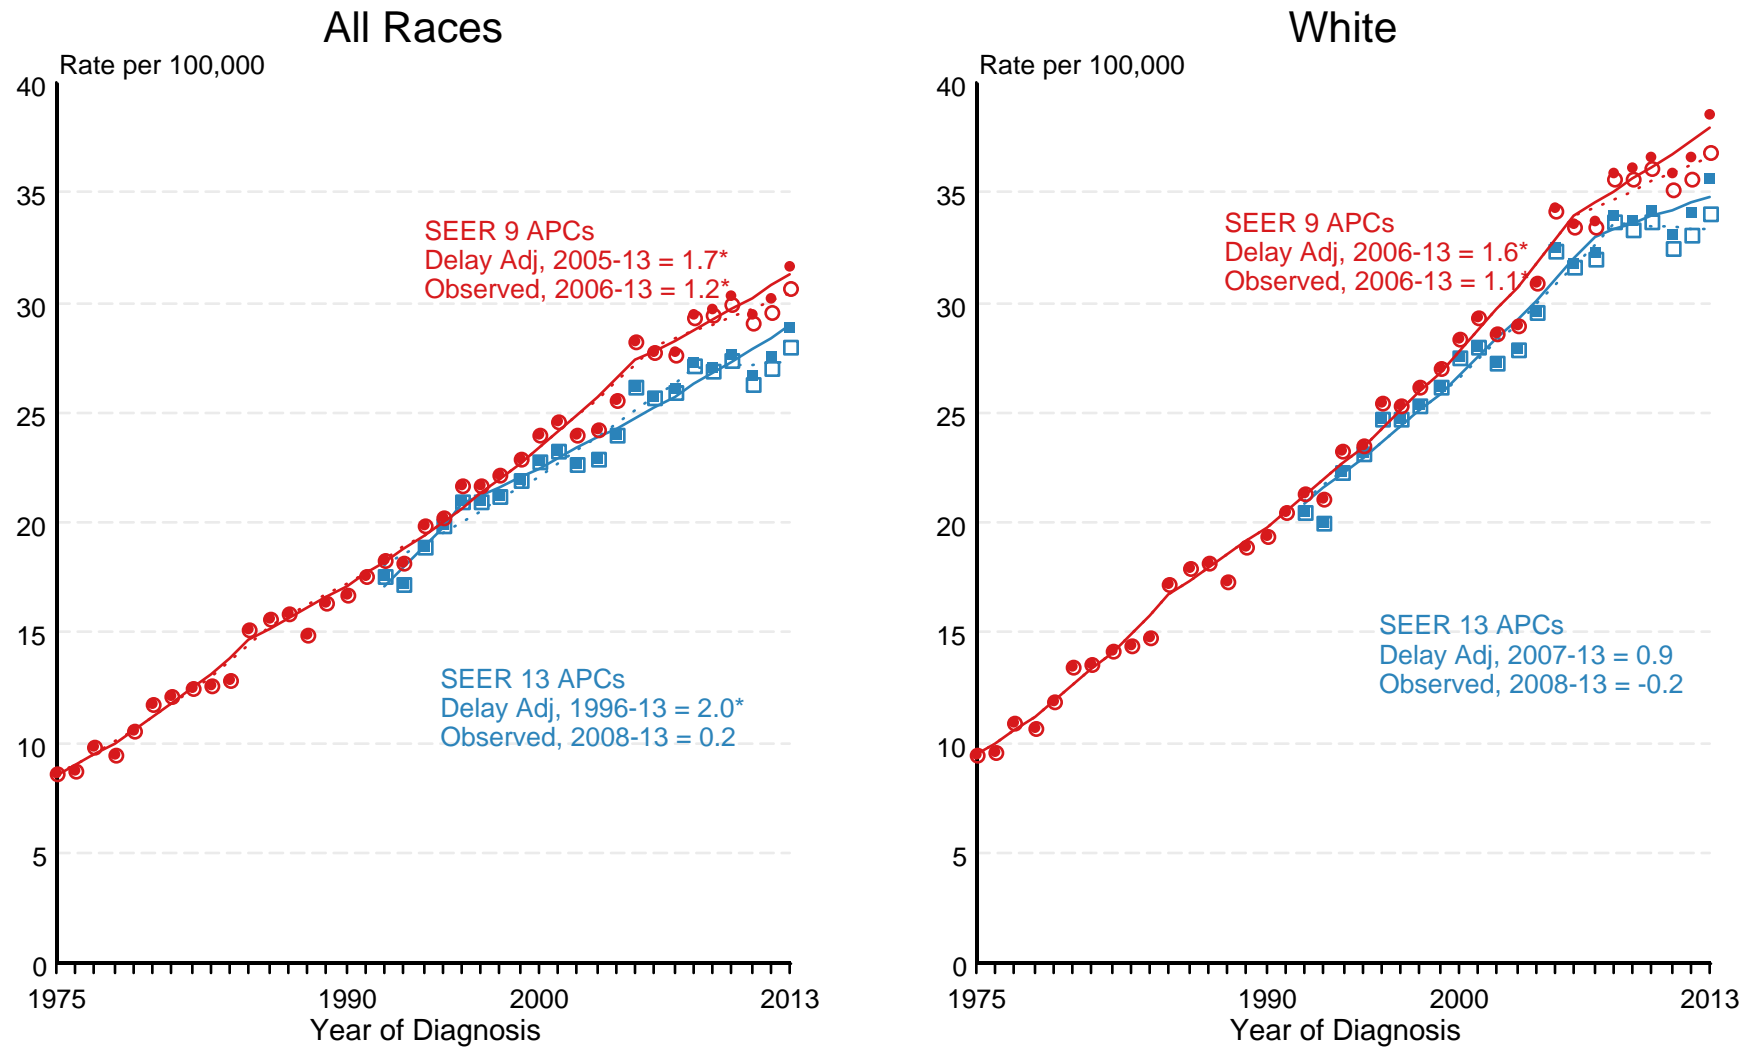 All Races
Rate per 100,000
40
35
30
25
20
15
10
5
0
SEER 9 APCs
Delay Adj, 2005-13 = 1.7*
Observed, 2006-13 = 1.2*
SEER 13 APCs
Delay Adj, 1996-13 = 2.0*
Observed, 2008-13 = 0.2
1975 1990 2000 2013
Year of Diagnosis
White
Rate per 100,000
40
35
30
25
20
15
10
5
0
SEER 9 APCs
Delay Adj, 2006-13 = 1.6*
Observed, 2006-13 = 1.1*
SEER 13 APCs
Delay Adj, 2007-13 = 0.9
Observed, 2008-13 = -0.2
1975 1990 2000 2013
Year of Diagnosis